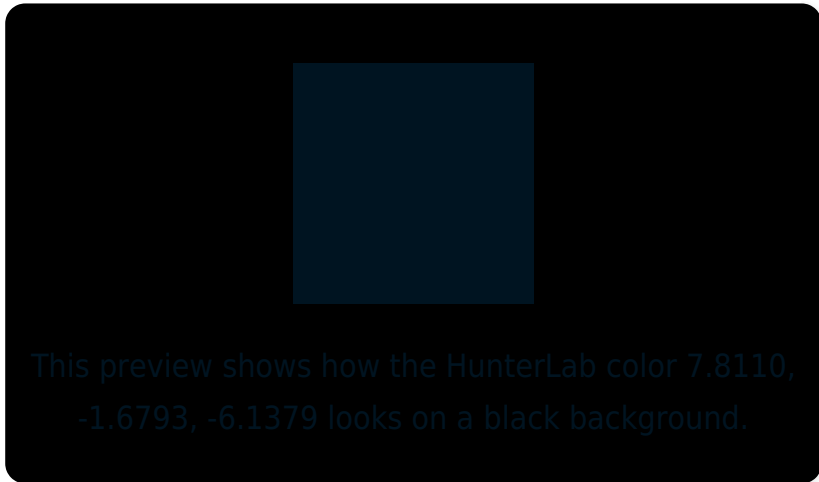 This preview shows how the HunterLab color 7.8110,
-1.6793, -6.1379 looks on a black background.